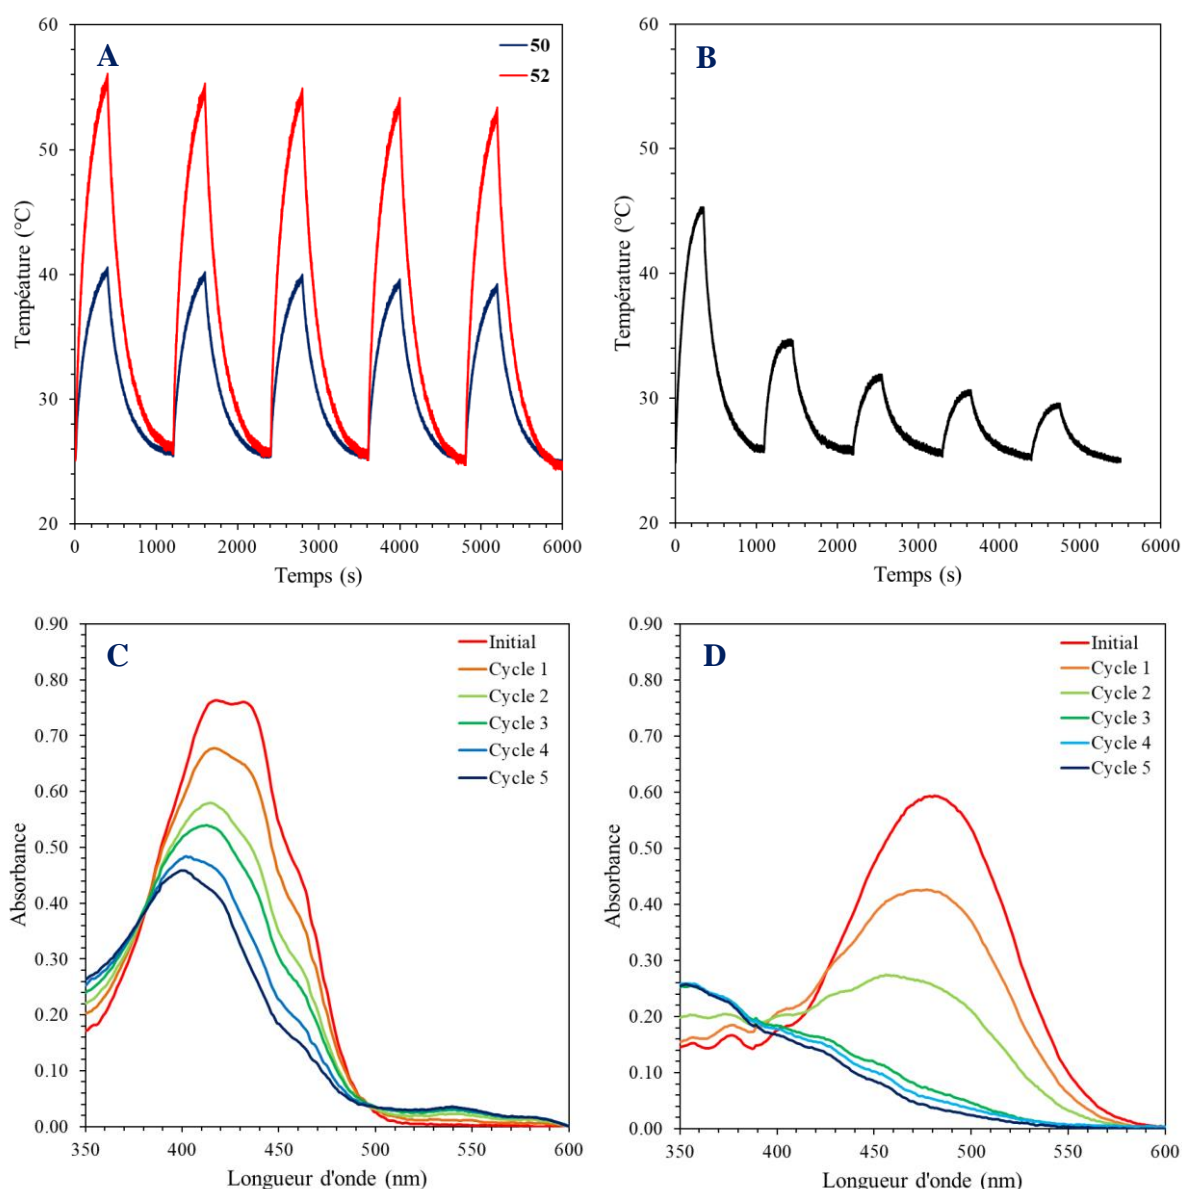 A
50
52
60
50
40
30
20
Tempéature (°C)
0 1000 2000 3000 4000 5000 6000
Temps (s)
B
60
50
40
30
20
Température (°C)
0 1000 2000 3000 4000 5000 6000
Temps (s)
C
Initial
Cycle 1
Cycle 2
Cycle 3
Cycle 4
Cycle 5
0.90
0.80
0.70
0.60
0.50
0.40
0.30
0.20
0.10
0.00
Absorbance
350 400 450 500 550 600
Longueur d'onde (nm)
D
Initial
Cycle 1
Cycle 2
Cycle 3
Cycle 4
Cycle 5
0.90
0.80
0.70
0.60
0.50
0.40
0.30
0.20
0.10
0.00
Absorbance
350 400 450 500 550 600
Longueur d'onde (nm)